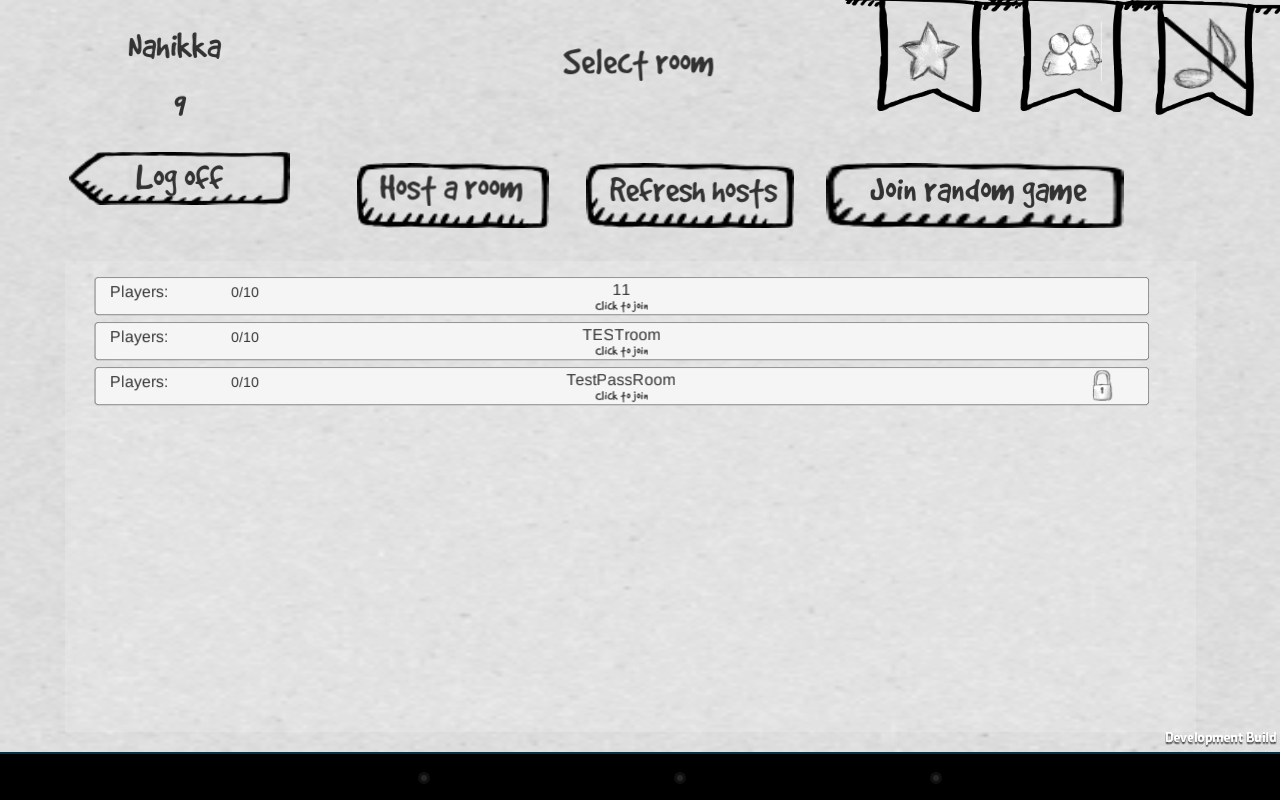 Nahikka
9
Select room
Log off
Host a room
Refresh hosts
Join random game
Players: 0/10 11
click to join
Players: 0/10 TESTroom
click to join
Players: 0/10 TestPassRoom
click to join
Development Build